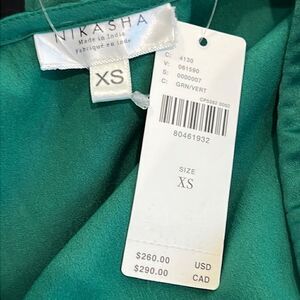 NIKASHA
Made in India
Fabriqué en Inde
XS
C: 4130
V: 061590
S: 0000007
C: GRN/VERT
80461932
SIZE
XS
$260.00 USD
$290.00 CAD